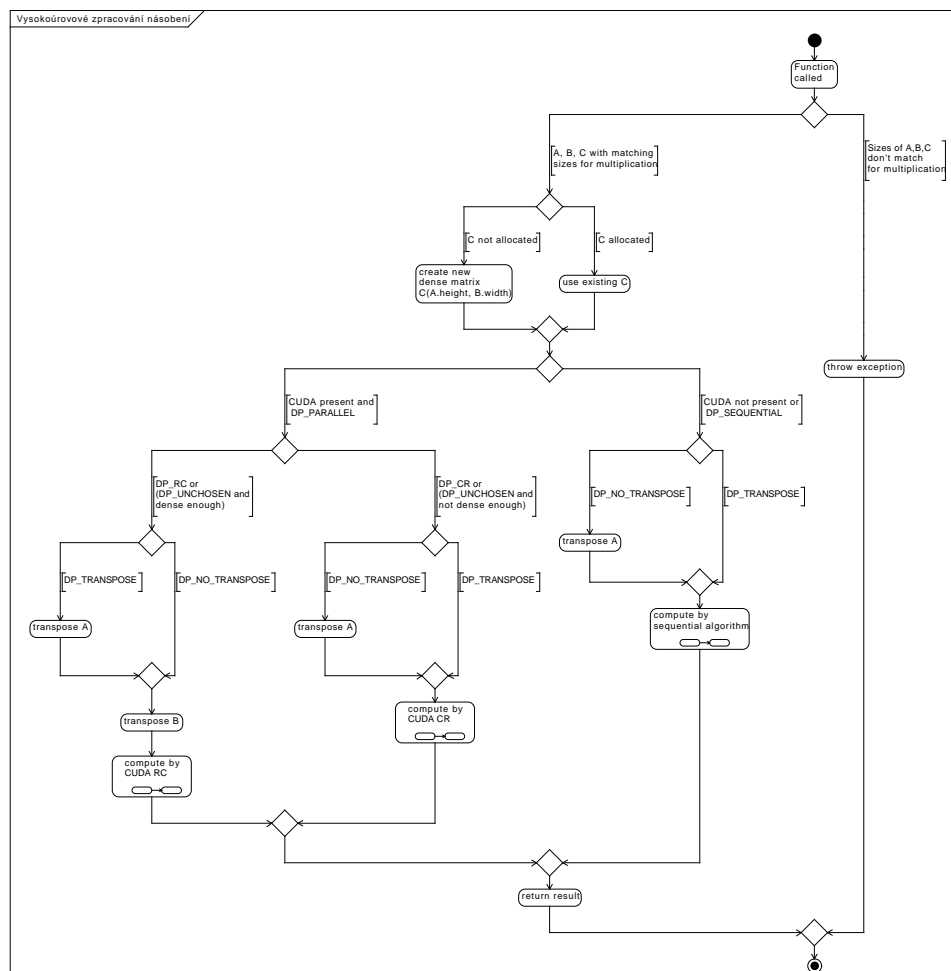 Vysokoúrovové zpracování násobení
Function
called
A, B, C with matching
sizes for multiplication
Sizes of A,B,C
don't match
for multiplication
C not allocated
C allocated
create new
dense matrix
C(A.height, B.width)
use existing C
throw exception
CUDA present and
DP_PARALLEL
CUDA not present or
DP_SEQUENTIAL
DP_RC or
(DP_UNCHOSEN and
dense enough)
DP_CR or
(DP_UNCHOSEN and
not dense enough)
DP_NO_TRANSPOSE
DP_TRANSPOSE
transpose A
DP_TRANSPOSE
DP_NO_TRANSPOSE
DP_NO_TRANSPOSE
DP_TRANSPOSE
compute by
sequential algorithm
transpose A
transpose A
transpose B
compute by
CUDA CR
compute by
CUDA RC
return result